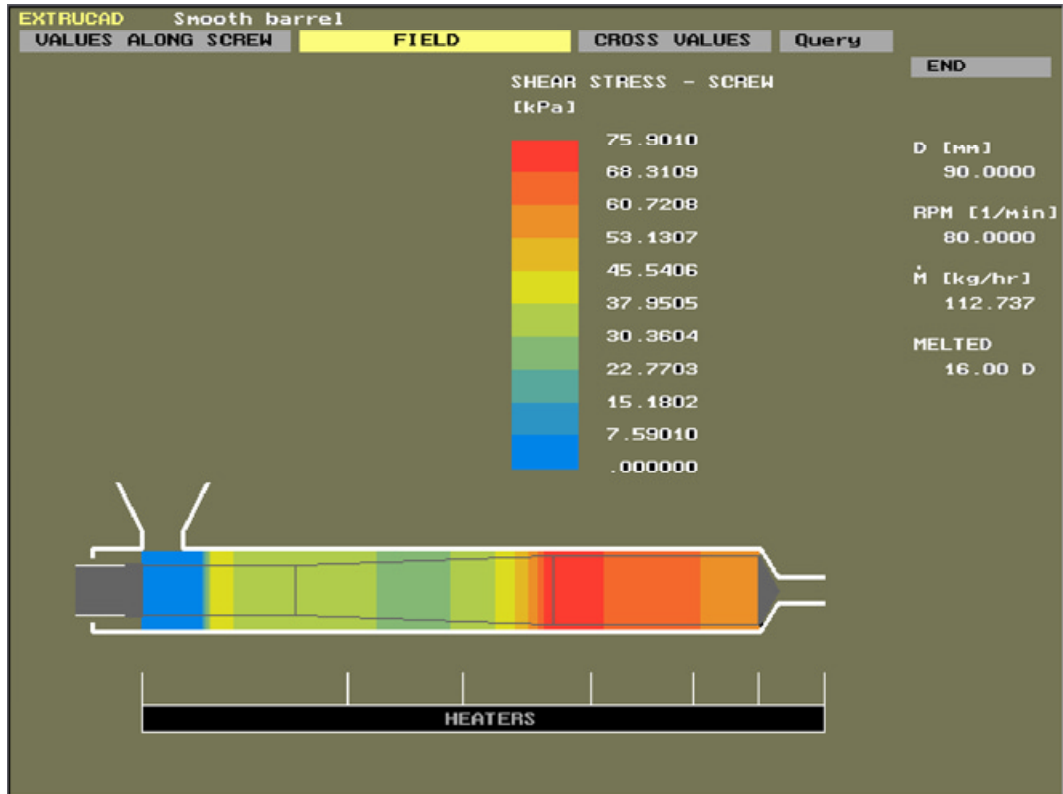 EXTRUCAD Smooth barrel
VALUES ALONG SCREW FIELD CROSS VALUES Query
END
SHEAR STRESS - SCREW
[kPa]
75.9010
68.3109
60.7208
53.1307
45.5406
37.9505
30.3604
22.7703
15.1802
7.59010
.000000
D [mm]
90.0000
RPM [1/min]
80.0000
Ṁ [kg/hr]
112.737
MELTED
16.00 D
HEATERS